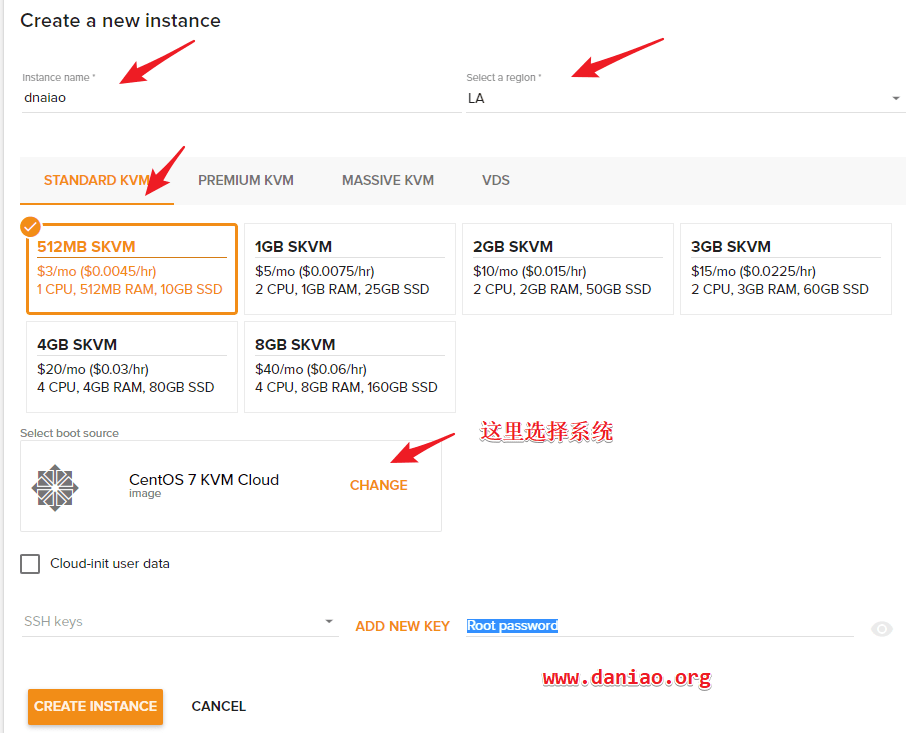 Create a new instance
Instance name *
dnaiao
Select a region *
LA
STANDARD KVM
PREMIUM KVM
MASSIVE KVM
VDS
512MB SKVM
$3/mo ($0.0045/hr)
1 CPU, 512MB RAM, 10GB SSD
1GB SKVM
$5/mo ($0.0075/hr)
2 CPU, 1GB RAM, 25GB SSD
2GB SKVM
$10/mo ($0.015/hr)
2 CPU, 2GB RAM, 50GB SSD
3GB SKVM
$15/mo ($0.0225/hr)
2 CPU, 3GB RAM, 60GB SSD
4GB SKVM
$20/mo ($0.03/hr)
4 CPU, 4GB RAM, 80GB SSD
8GB SKVM
$40/mo ($0.06/hr)
4 CPU, 8GB RAM, 160GB SSD
Select boot source
这里选择系统
CentOS 7 KVM Cloud
image
CHANGE
Cloud-init user data
SSH keys
ADD NEW KEY
Root password
www.daniao.org
CREATE INSTANCE
CANCEL